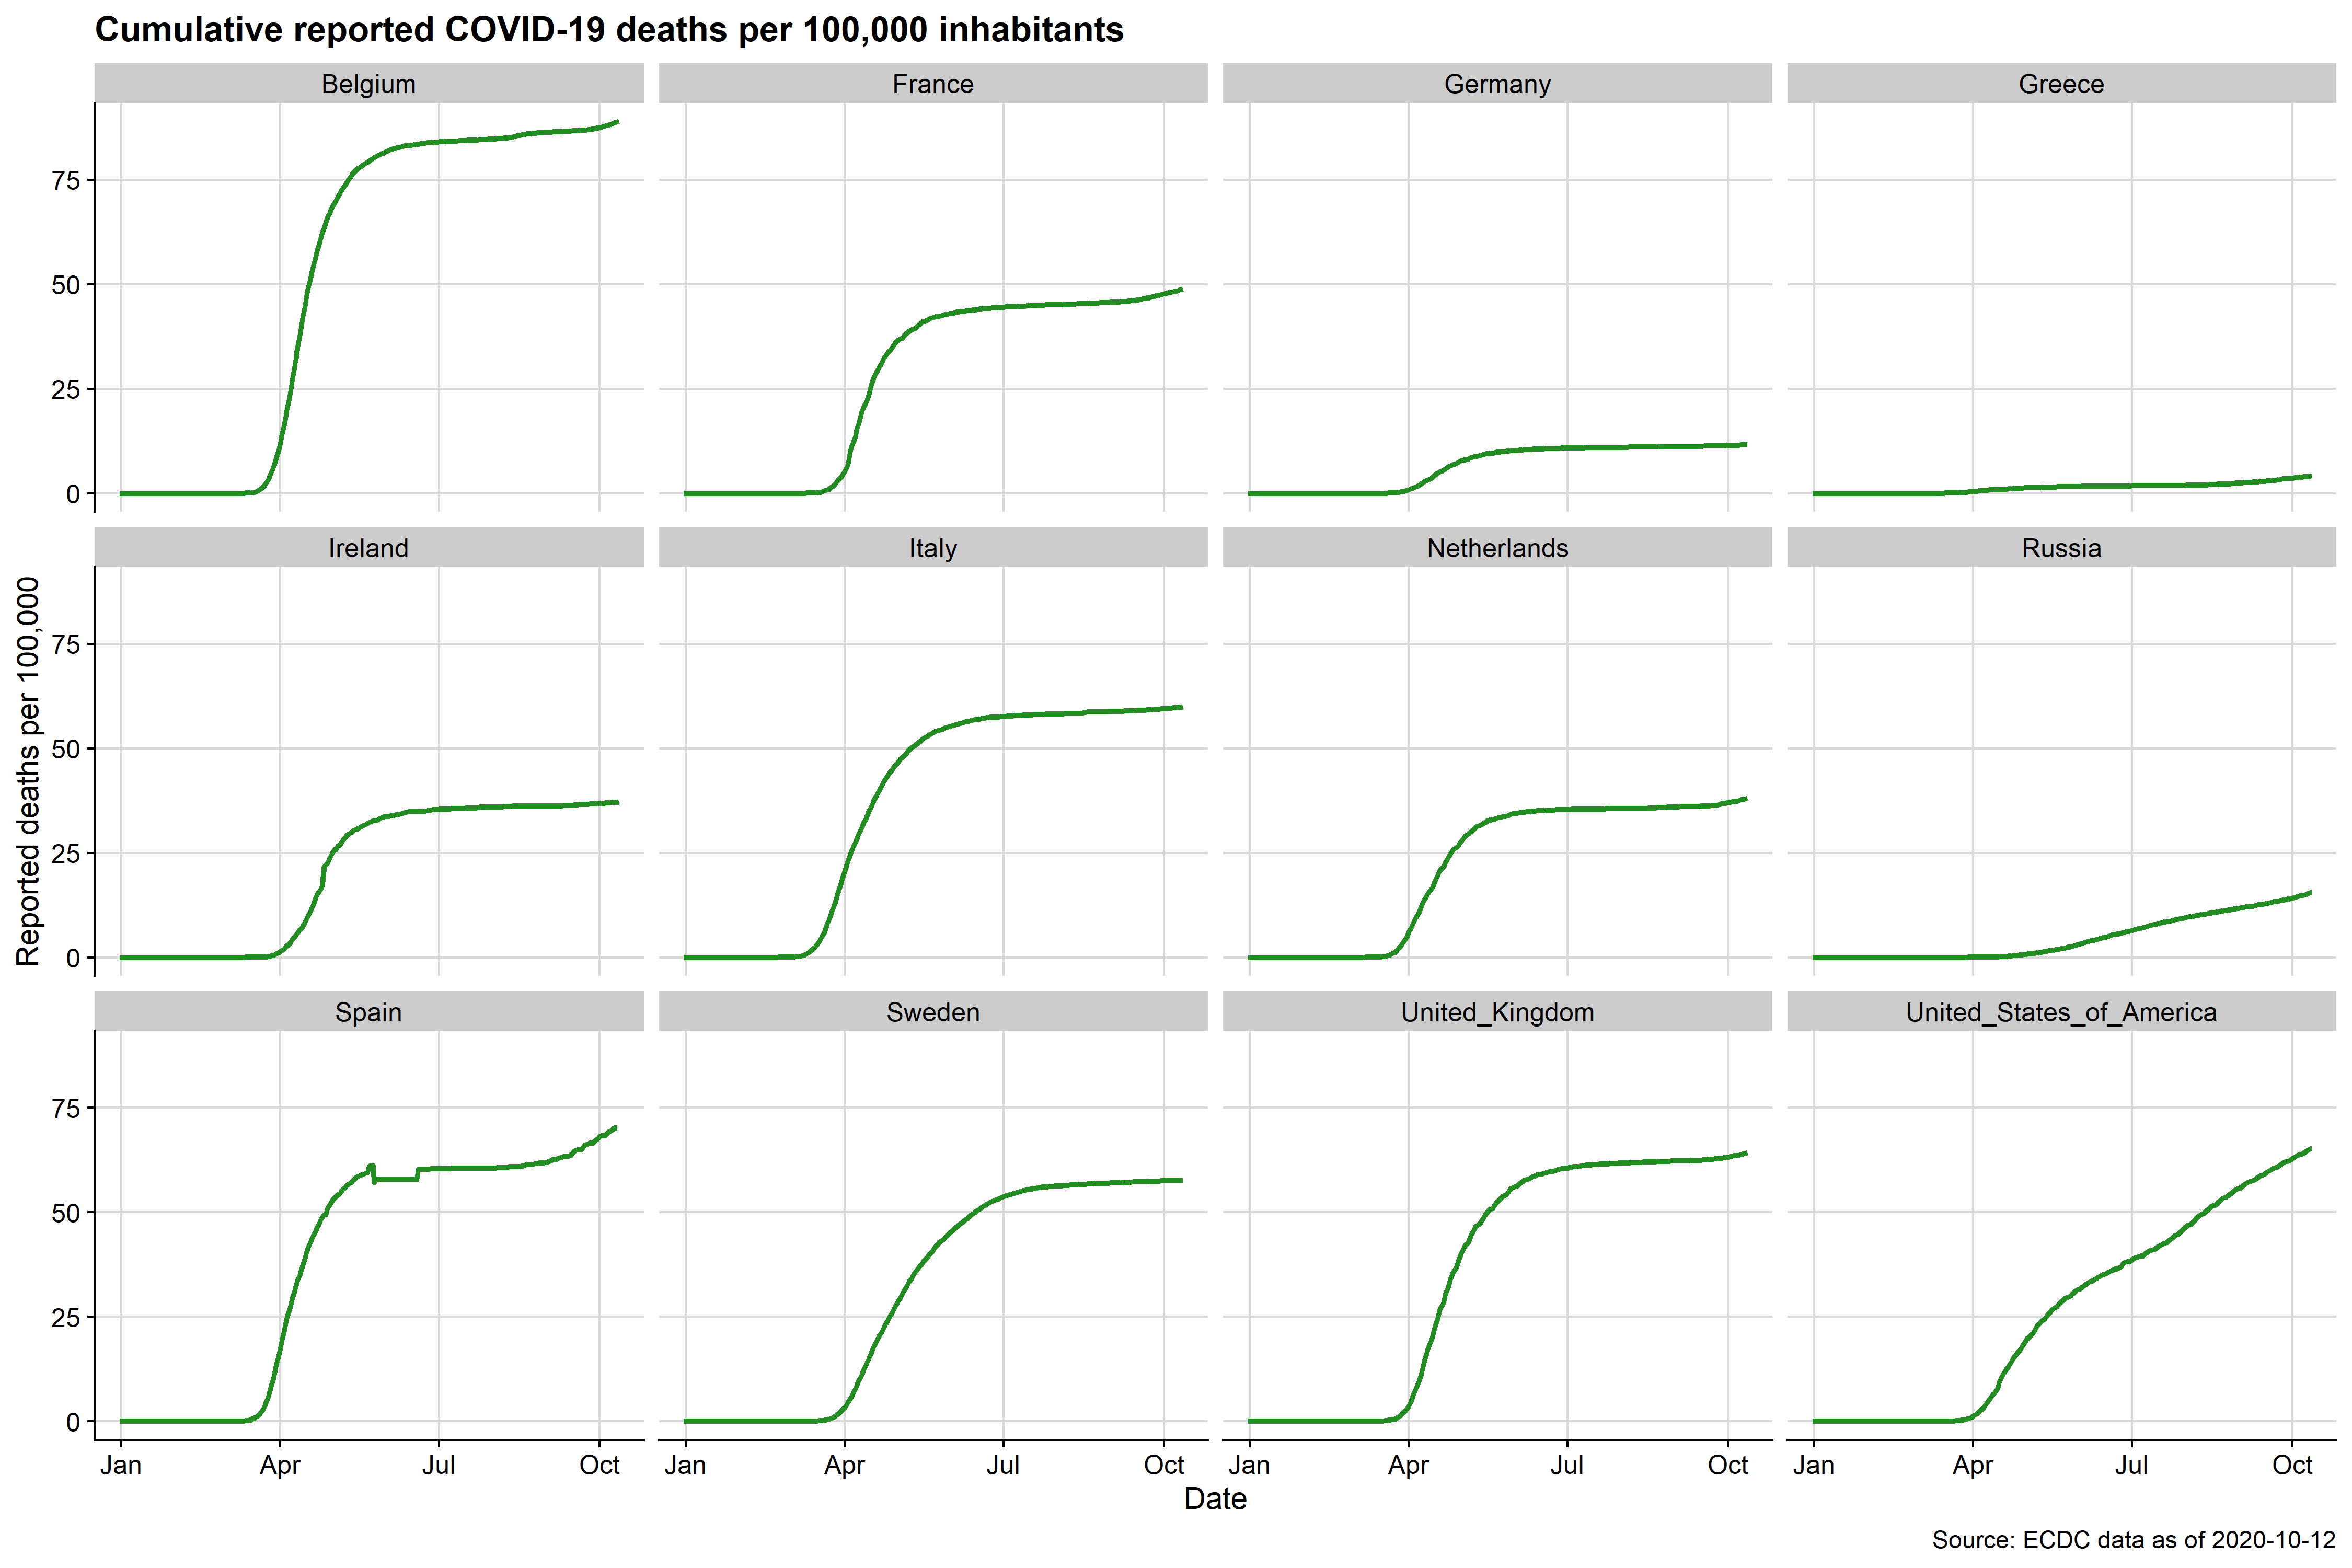 Cumulative reported COVID-19 deaths per 100,000 inhabitants
Belgium
France
Germany
Greece
75
50
25
0
Ireland
Italy
Netherlands
Russia
75
50
25
0
Reported deaths per 100,000
Spain
Sweden
United_Kingdom
United_States_of_America
75
50
25
0
Jan Apr Jul Oct
Jan Apr Jul Oct
Jan Apr Jul Oct
Jan Apr Jul Oct
Date
Source: ECDC data as of 2020-10-12